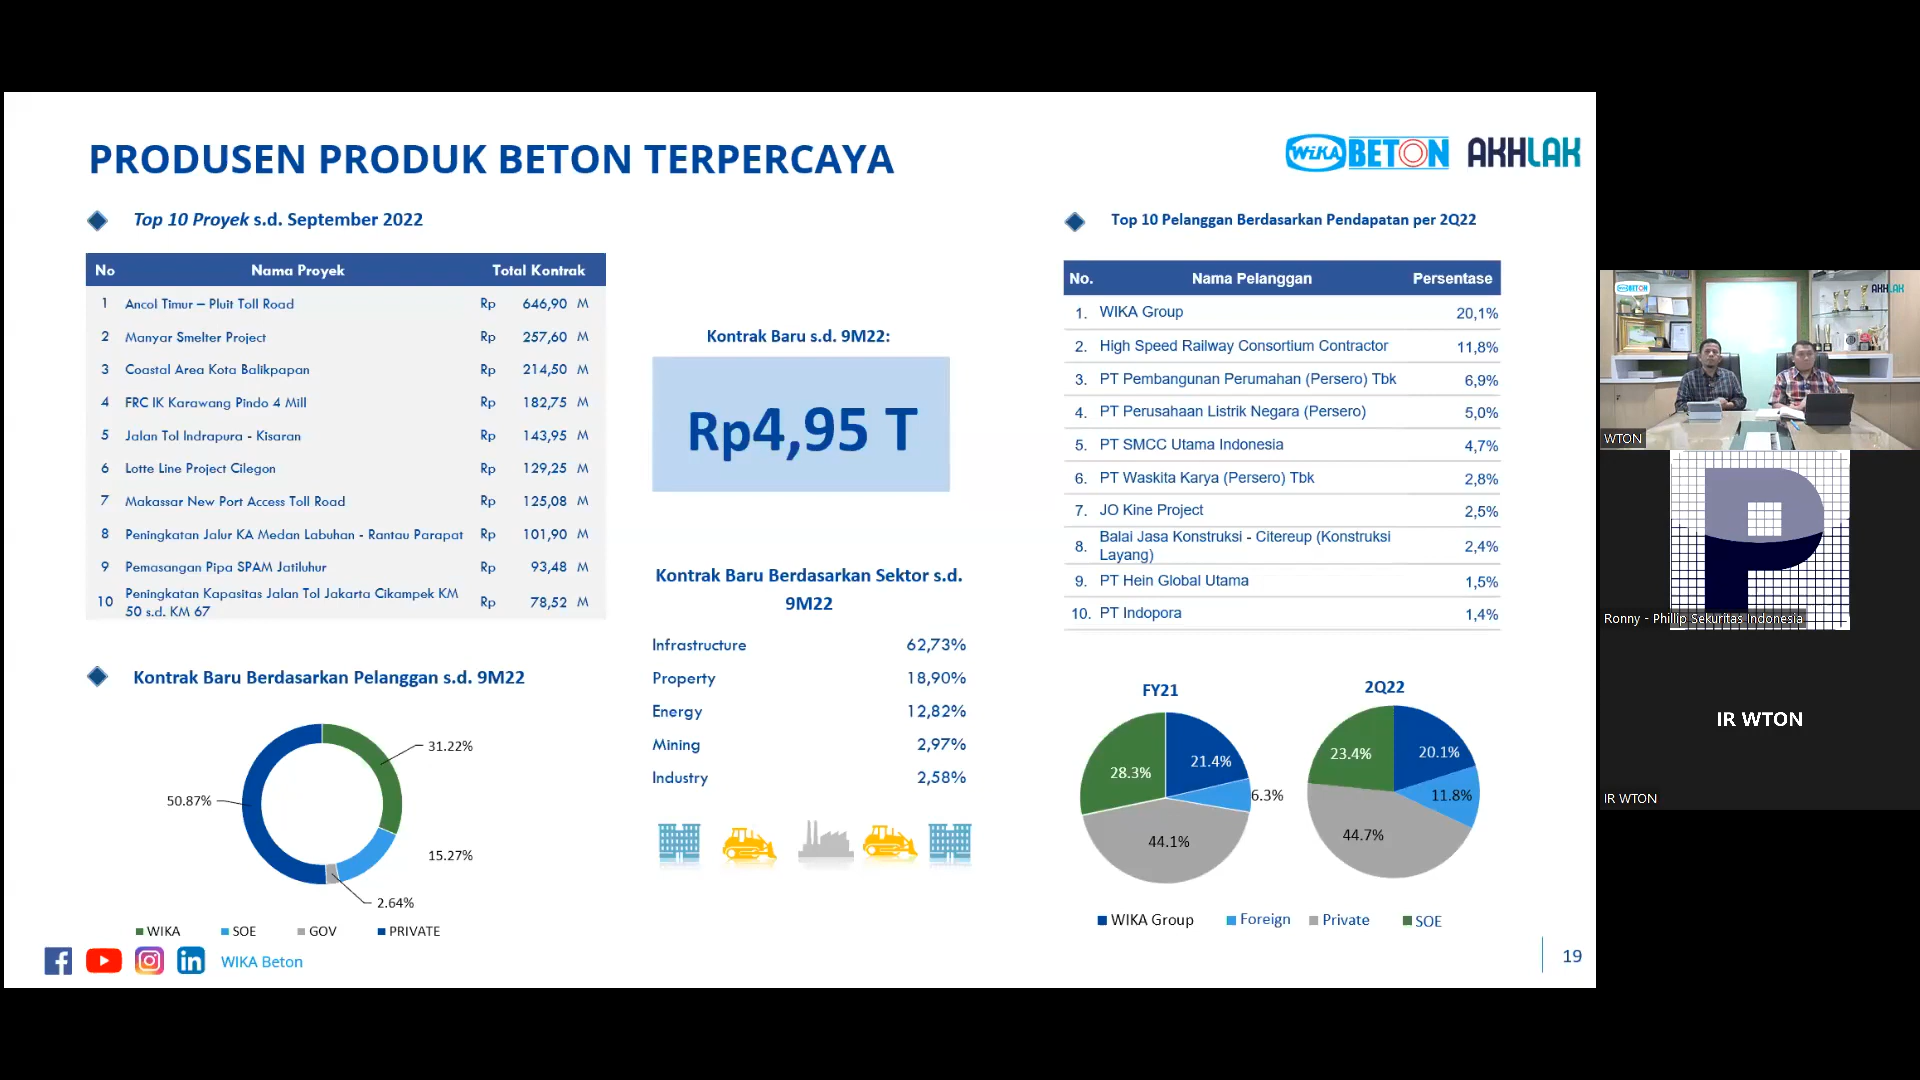 PRODUSEN PRODUK BETON TERPERCAYA
WiKA BETON
AKHLAK
Top 10 Proyek s.d. September 2022
No Nama Proyek Total Kontrak
1 Ancol Timur – Pluit Toll Road Rp 646,90 M
2 Manyar Smelter Project Rp 257,60 M
3 Coastal Area Kota Balikpapan Rp 214,50 M
4 FRC IK Karawang Pindo 4 Mill Rp 182,75 M
5 Jalan Tol Indrapura - Kisaran Rp 143,95 M
6 Lotte Line Project Cilegon Rp 129,25 M
7 Makassar New Port Access Toll Road Rp 125,08 M
8 Peningkatan Jalur KA Medan Labuhan - Rantau Parapat Rp 101,90 M
9 Pemasangan Pipa SPAM Jatiluhur Rp 93,48 M
10 Peningkatan Kapasitas Jalan Tol Jakarta Cikampek KM
50 s.d. KM 67 Rp 78,52 M
Kontrak Baru Berdasarkan Pelanggan s.d. 9M22
31.22%
50.87%
15.27%
2.64%
WIKA SOE GOV PRIVATE
WIKA Beton
Kontrak Baru s.d. 9M22:
Rp4,95 T
Kontrak Baru Berdasarkan Sektor s.d.
9M22
Infrastructure 62,73%
Property 18,90%
Energy 12,82%
Mining 2,97%
Industry 2,58%
Top 10 Pelanggan Berdasarkan Pendapatan per 2Q22
No. Nama Pelanggan Persentase
1. WIKA Group 20,1%
2. High Speed Railway Consortium Contractor 11,8%
3. PT Pembangunan Perumahan (Persero) Tbk 6,9%
4. PT Perusahaan Listrik Negara (Persero) 5,0%
5. PT SMCC Utama Indonesia 4,7%
6. PT Waskita Karya (Persero) Tbk 2,8%
7. JO Kine Project 2,5%
8. Balai Jasa Konstruksi - Citereup (Konstruksi
Layang) 2,4%
9. PT Hein Global Utama 1,5%
10. PT Indopora 1,4%
FY21
28.3% 21.4%
6.3%
44.1%
2Q22
23.4% 20.1%
11.8%
44.7%
WIKA Group Foreign Private SOE
19
BETON AKHLAK
WTON
Ronny - Phillip Sekuritas Indonesia
IR WTON
IR WTON